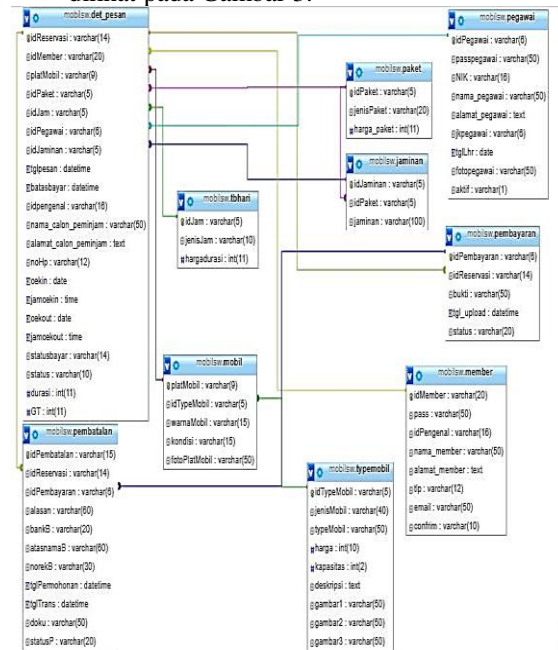 dilihat pada Gambar 3.
mobilsw.det_pesan
idReservasi : varchar(14)
idMember : varchar(20)
platMobil : varchar(9)
idPaket : varchar(5)
idJam : varchar(5)
idPegawai : varchar(6)
idJaminan : varchar(5)
tglpesan : datetime
batasbayar : datetime
idpengenal : varchar(16)
nama_calon_peminjam : varchar(50)
alamat_calon_peminjam : text
noHp : varchar(12)
cekin : date
jamcekin : time
cekout : date
jamcekout : time
statusbayar : varchar(14)
status : varchar(10)
# durasi : int(11)
# GT : int(11)
mobilsw.pembatalan
idPembatalan : varchar(15)
idReservasi : varchar(14)
idPembayaran : varchar(6)
alasan : varchar(60)
bankB : varchar(20)
atasnamaB : varchar(60)
norekB : varchar(30)
tglPermohonan : datetime
tglTrans : datetime
doku : varchar(50)
statusP : varchar(20)
mobilsw.tbhari
idJam : varchar(5)
jenisJam : varchar(10)
# hargadurasi : int(11)
mobilsw.mobil
platMobil : varchar(9)
idTypeMobil : varchar(5)
warnaMobil : varchar(15)
kondisi : varchar(15)
fotoPlatMobil : varchar(50)
mobilsw.paket
idPaket : varchar(5)
jenisPaket : varchar(20)
# harga_paket : int(11)
mobilsw.jaminan
idJaminan : varchar(5)
idPaket : varchar(5)
jaminan : varchar(100)
mobilsw.typemobil
idTypeMobil : varchar(5)
jenisMobil : varchar(40)
typeMobil : varchar(50)
# harga : int(10)
# kapasitas : int(2)
deskripsi : text
gambar1 : varchar(50)
gambar2 : varchar(50)
gambar3 : varchar(50)
mobilsw.pegawai
idPegawai : varchar(6)
passpegawai : varchar(50)
NIK : varchar(16)
nama_pegawai : varchar(50)
alamat_pegawai : text
jkpegawai : varchar(6)
tglLhr : date
fotopegawai : varchar(50)
aktif : varchar(1)
mobilsw.pembayaran
idPembayaran : varchar(6)
idReservasi : varchar(14)
bukti : varchar(50)
tgl_upload : datetime
status : varchar(20)
mobilsw.member
idMember : varchar(20)
pass : varchar(50)
idPengenal : varchar(16)
nama_member : varchar(50)
alamat_member : text
tlp : varchar(12)
email : varchar(50)
confrim : varchar(10)